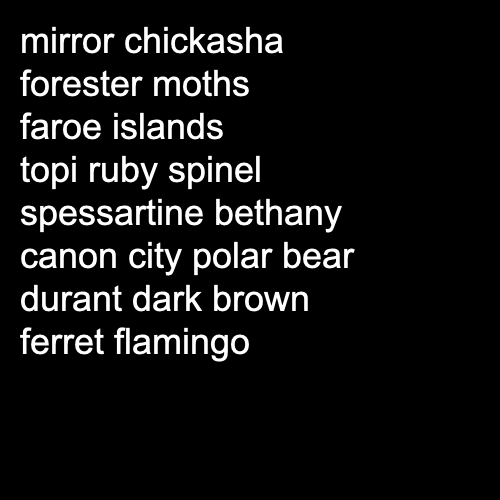 mirror chickasha
forester moths
faroe islands
topi ruby spinel
spessartine bethany
canon city polar bear
durant dark brown
ferret flamingo